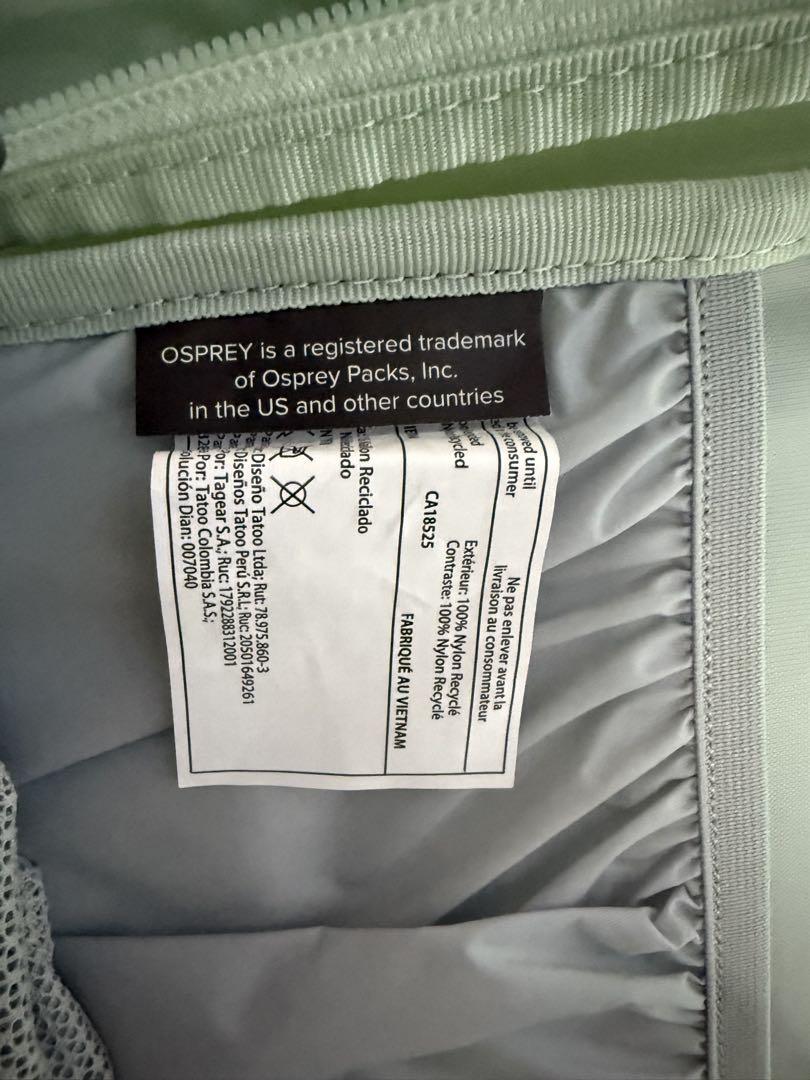 OSPREY is a registered trademark
of Osprey Packs, Inc.
in the US and other countries
until
consumer
Ne pas enlever avant la
livraison au consommateur
Extérieur: 100% Nylon Recyclé
Contraste: 100% Nylon Recyclé
CA18525
FABRIQUÉ AU VIETNAM
Reciclado
Diseño Tatoo Ltda; Rut: 78.975.860-3
Diseños Tatoo Perú S.R.L; Ruc: 20501649261
Por: Tagear S.A.; Ruc: 1792288312001
Por: Tatoo Colombia S.A.S;
Dian: 007040